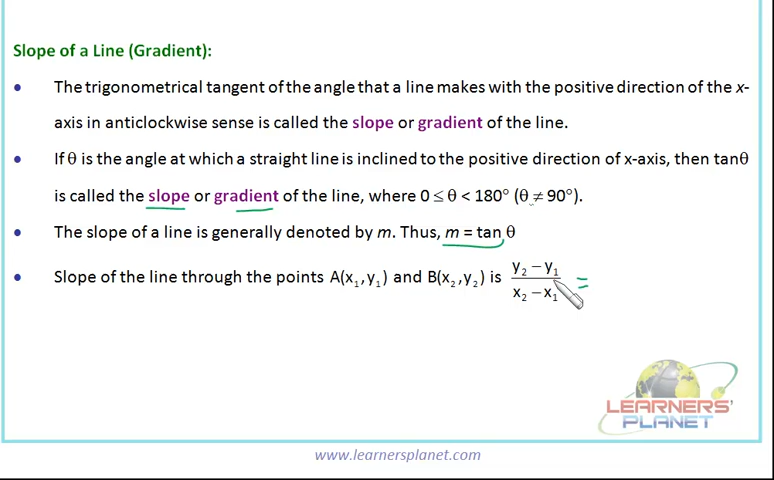 Slope of a Line (Gradient):
• The trigonometrical tangent of the angle that a line makes with the positive direction of the x-
axis in anticlockwise sense is called the slope or gradient of the line.
• If θ is the angle at which a straight line is inclined to the positive direction of x-axis, then tanθ
is called the slope or gradient of the line, where 0 ≤ θ < 180° (θ ≠ 90°).
• The slope of a line is generally denoted by m. Thus, m = tan θ
• Slope of the line through the points A(x₁,y₁) and B(x₂,y₂) is (y₂ − y₁)/(x₂ − x₁) =
LEARNERS'
PLANET
www.learnersplanet.com